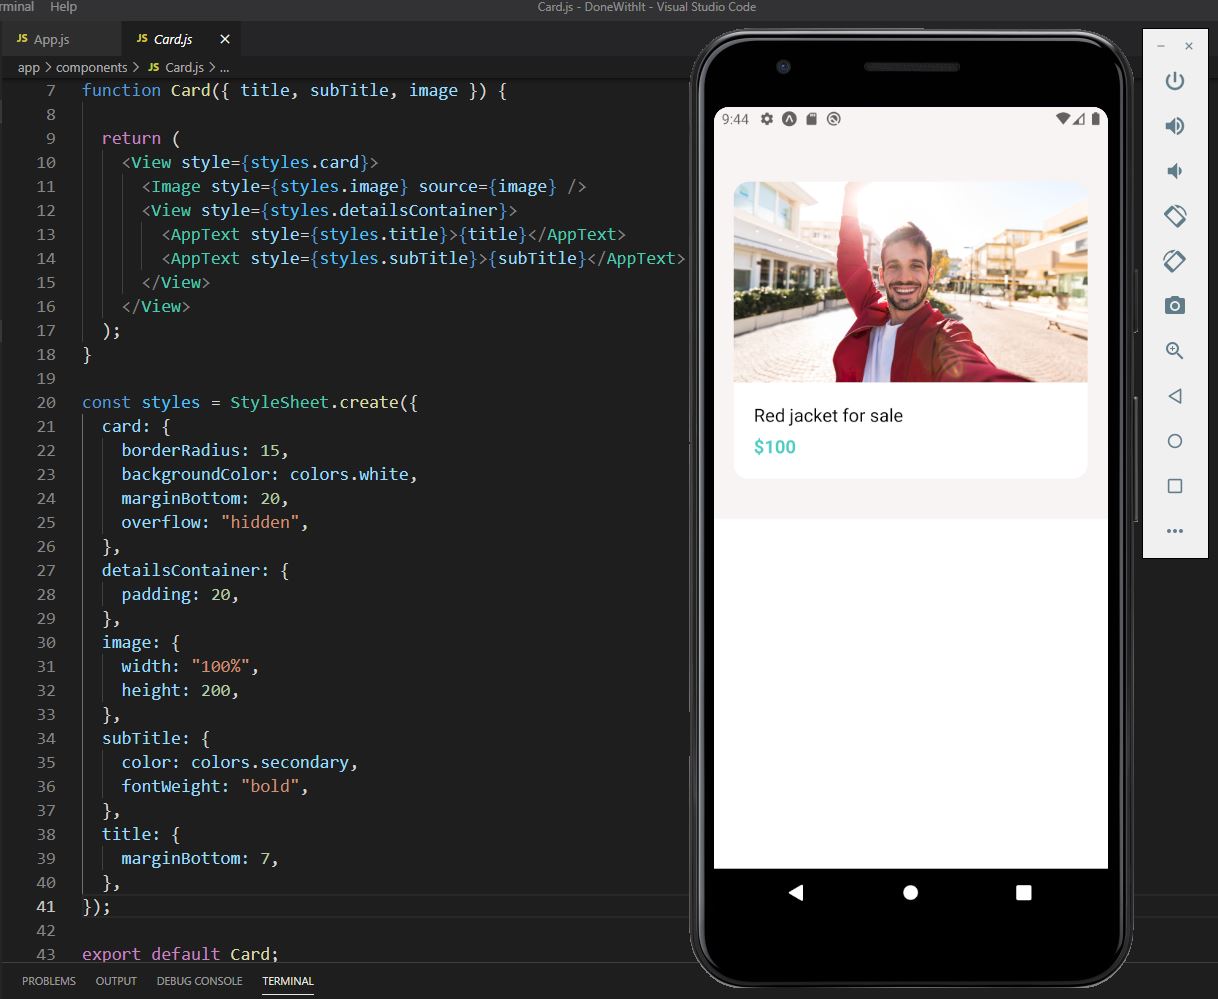 rminal Help
Card.js - DoneWithIt - Visual Studio Code
JS App.js
JS Card.js ×
app > components > JS Card.js > ...
7 function Card({ title, subTitle, image }) {
8
9 return (
10 <View style={styles.card}>
11 <Image style={styles.image} source={image} />
12 <View style={styles.detailsContainer}>
13 <AppText style={styles.title}>{title}</AppText>
14 <AppText style={styles.subTitle}>{subTitle}</AppText>
15 </View>
16 </View>
17 );
18 }
19
20 const styles = StyleSheet.create({
21 card: {
22 borderRadius: 15,
23 backgroundColor: colors.white,
24 marginBottom: 20,
25 overflow: "hidden",
26 },
27 detailsContainer: {
28 padding: 20,
29 },
30 image: {
31 width: "100%",
32 height: 200,
33 },
34 subTitle: {
35 color: colors.secondary,
36 fontWeight: "bold",
37 },
38 title: {
39 marginBottom: 7,
40 },
41 });
42
43 export default Card;
PROBLEMS OUTPUT DEBUG CONSOLE TERMINAL
9:44
Red jacket for sale
$100